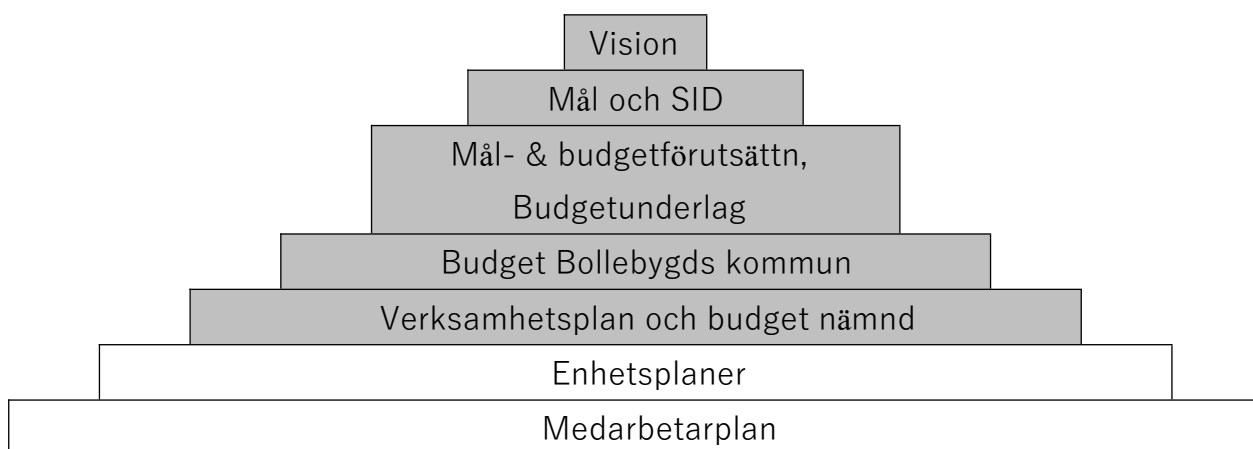 Vision
Mål och SID
Mål- & budgetförutsättn,
Budgetunderlag
Budget Bollebygds kommun
Verksamhetsplan och budget nämnd
Enhetsplaner
Medarbetarplan